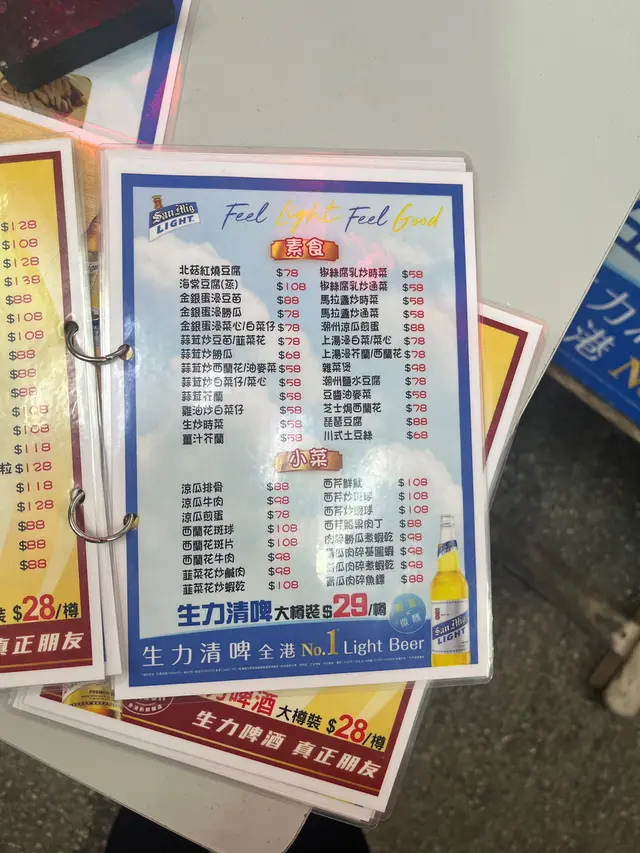 San Mig
LIGHT
Feel Light Feel Good
素食
北菇紅燒豆腐 $78
海棠豆腐(蒸) $108
金銀蛋浸豆苗 $88
金銀蛋浸勝瓜 $78
金銀蛋浸菜心/白菜仔 $78
蒜茸炒豆苗/韮菜花 $78
蒜茸炒勝瓜 $68
蒜茸炒西蘭花/油麥菜 $58
蒜茸炒白菜仔/菜心 $58
蒜茸芥蘭 $58
雞油炒白菜仔 $58
生炒時菜 $58
薑汁芥蘭 $58
椒絲腐乳炒時菜 $58
椒絲腐乳炒通菜 $58
馬拉盞炒時菜 $58
馬拉盞炒通菜 $58
潮州涼瓜煎蛋 $88
上湯浸白菜/菜心 $78
上湯浸芥蘭/西蘭花 $78
雜菜煲 $98
潮州鹽水豆腐 $78
豆醬油麥菜 $58
芝士焗西蘭花 $78
琵琶豆腐 $88
川式土豆絲 $68
小菜
涼瓜排骨 $88
涼瓜牛肉 $98
涼瓜煎蛋 $78
西蘭花斑球 $108
西蘭花斑片 $108
西蘭花牛肉 $98
韮菜花炒鹹肉 $98
韮菜花炒蝦乾 $108
西芹鮮魷 $108
西芹炒斑球 $108
西芹炒 $108
西芹腰果肉丁 $88
肉碎勝瓜煮蝦乾 $98
瓜肉碎碎基圍蝦 $98
瓜肉碎煮蝦乾 $98
瓜肉碎魚鏢 $88
生力清啤 大樽裝 $29/樽
生力清啤 全港 No.1 Light Beer
San Mig
LIGHT
$128
$108
$128
$138
$88
$108
$108
$88
$88
$88
$88
$108
$108
$108
粒 $128
$118
$128
$88
$88
$88
裝 $28/樽
真正朋友
啤酒 大樽裝 $28/樽
生力啤酒 真正朋友
生力
港